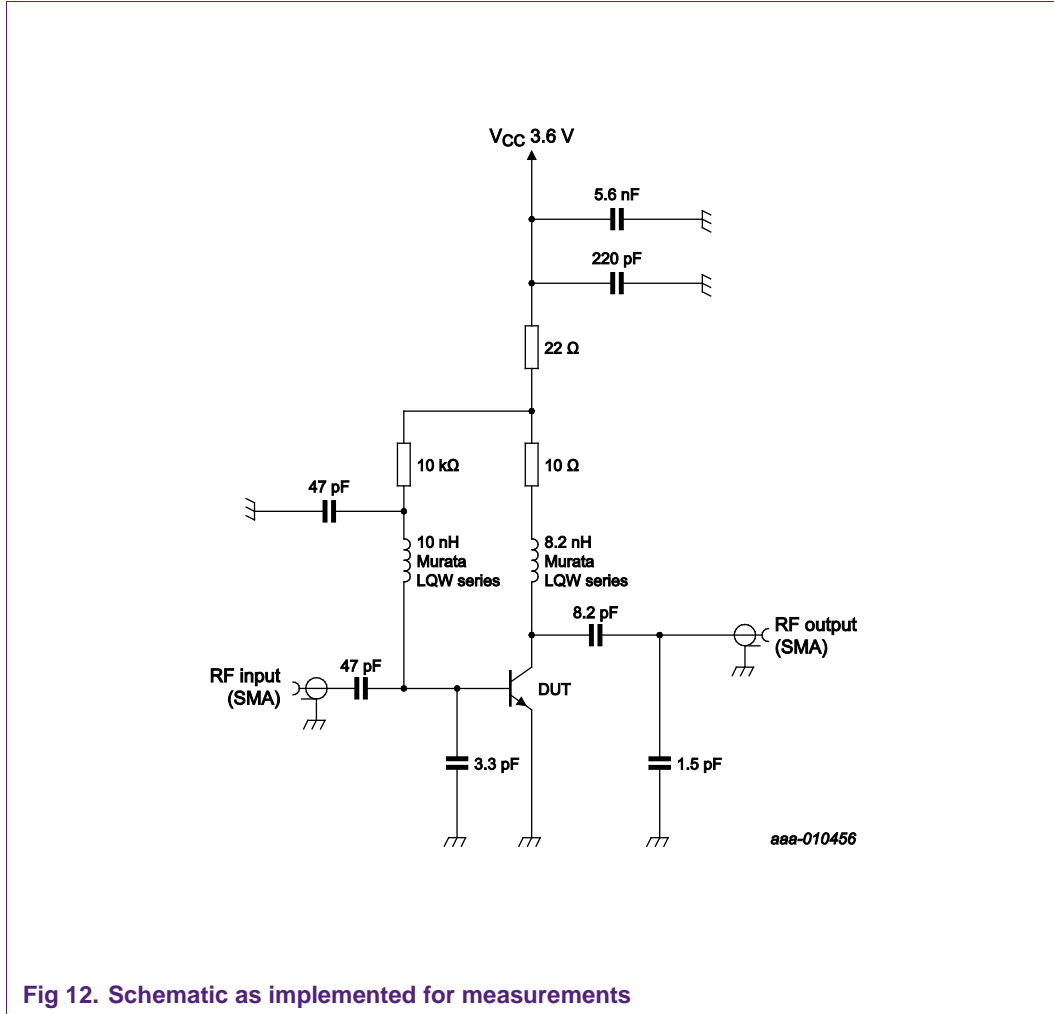 VCC 3.6 V
5.6 nF
220 pF
22 Ω
10 kΩ
10 Ω
47 pF
10 nH
Murata
LQW series
8.2 nH
Murata
LQW series
8.2 pF
RF output
(SMA)
47 pF
RF input
(SMA)
DUT
3.3 pF
1.5 pF
aaa-010456
Fig 12. Schematic as implemented for measurements